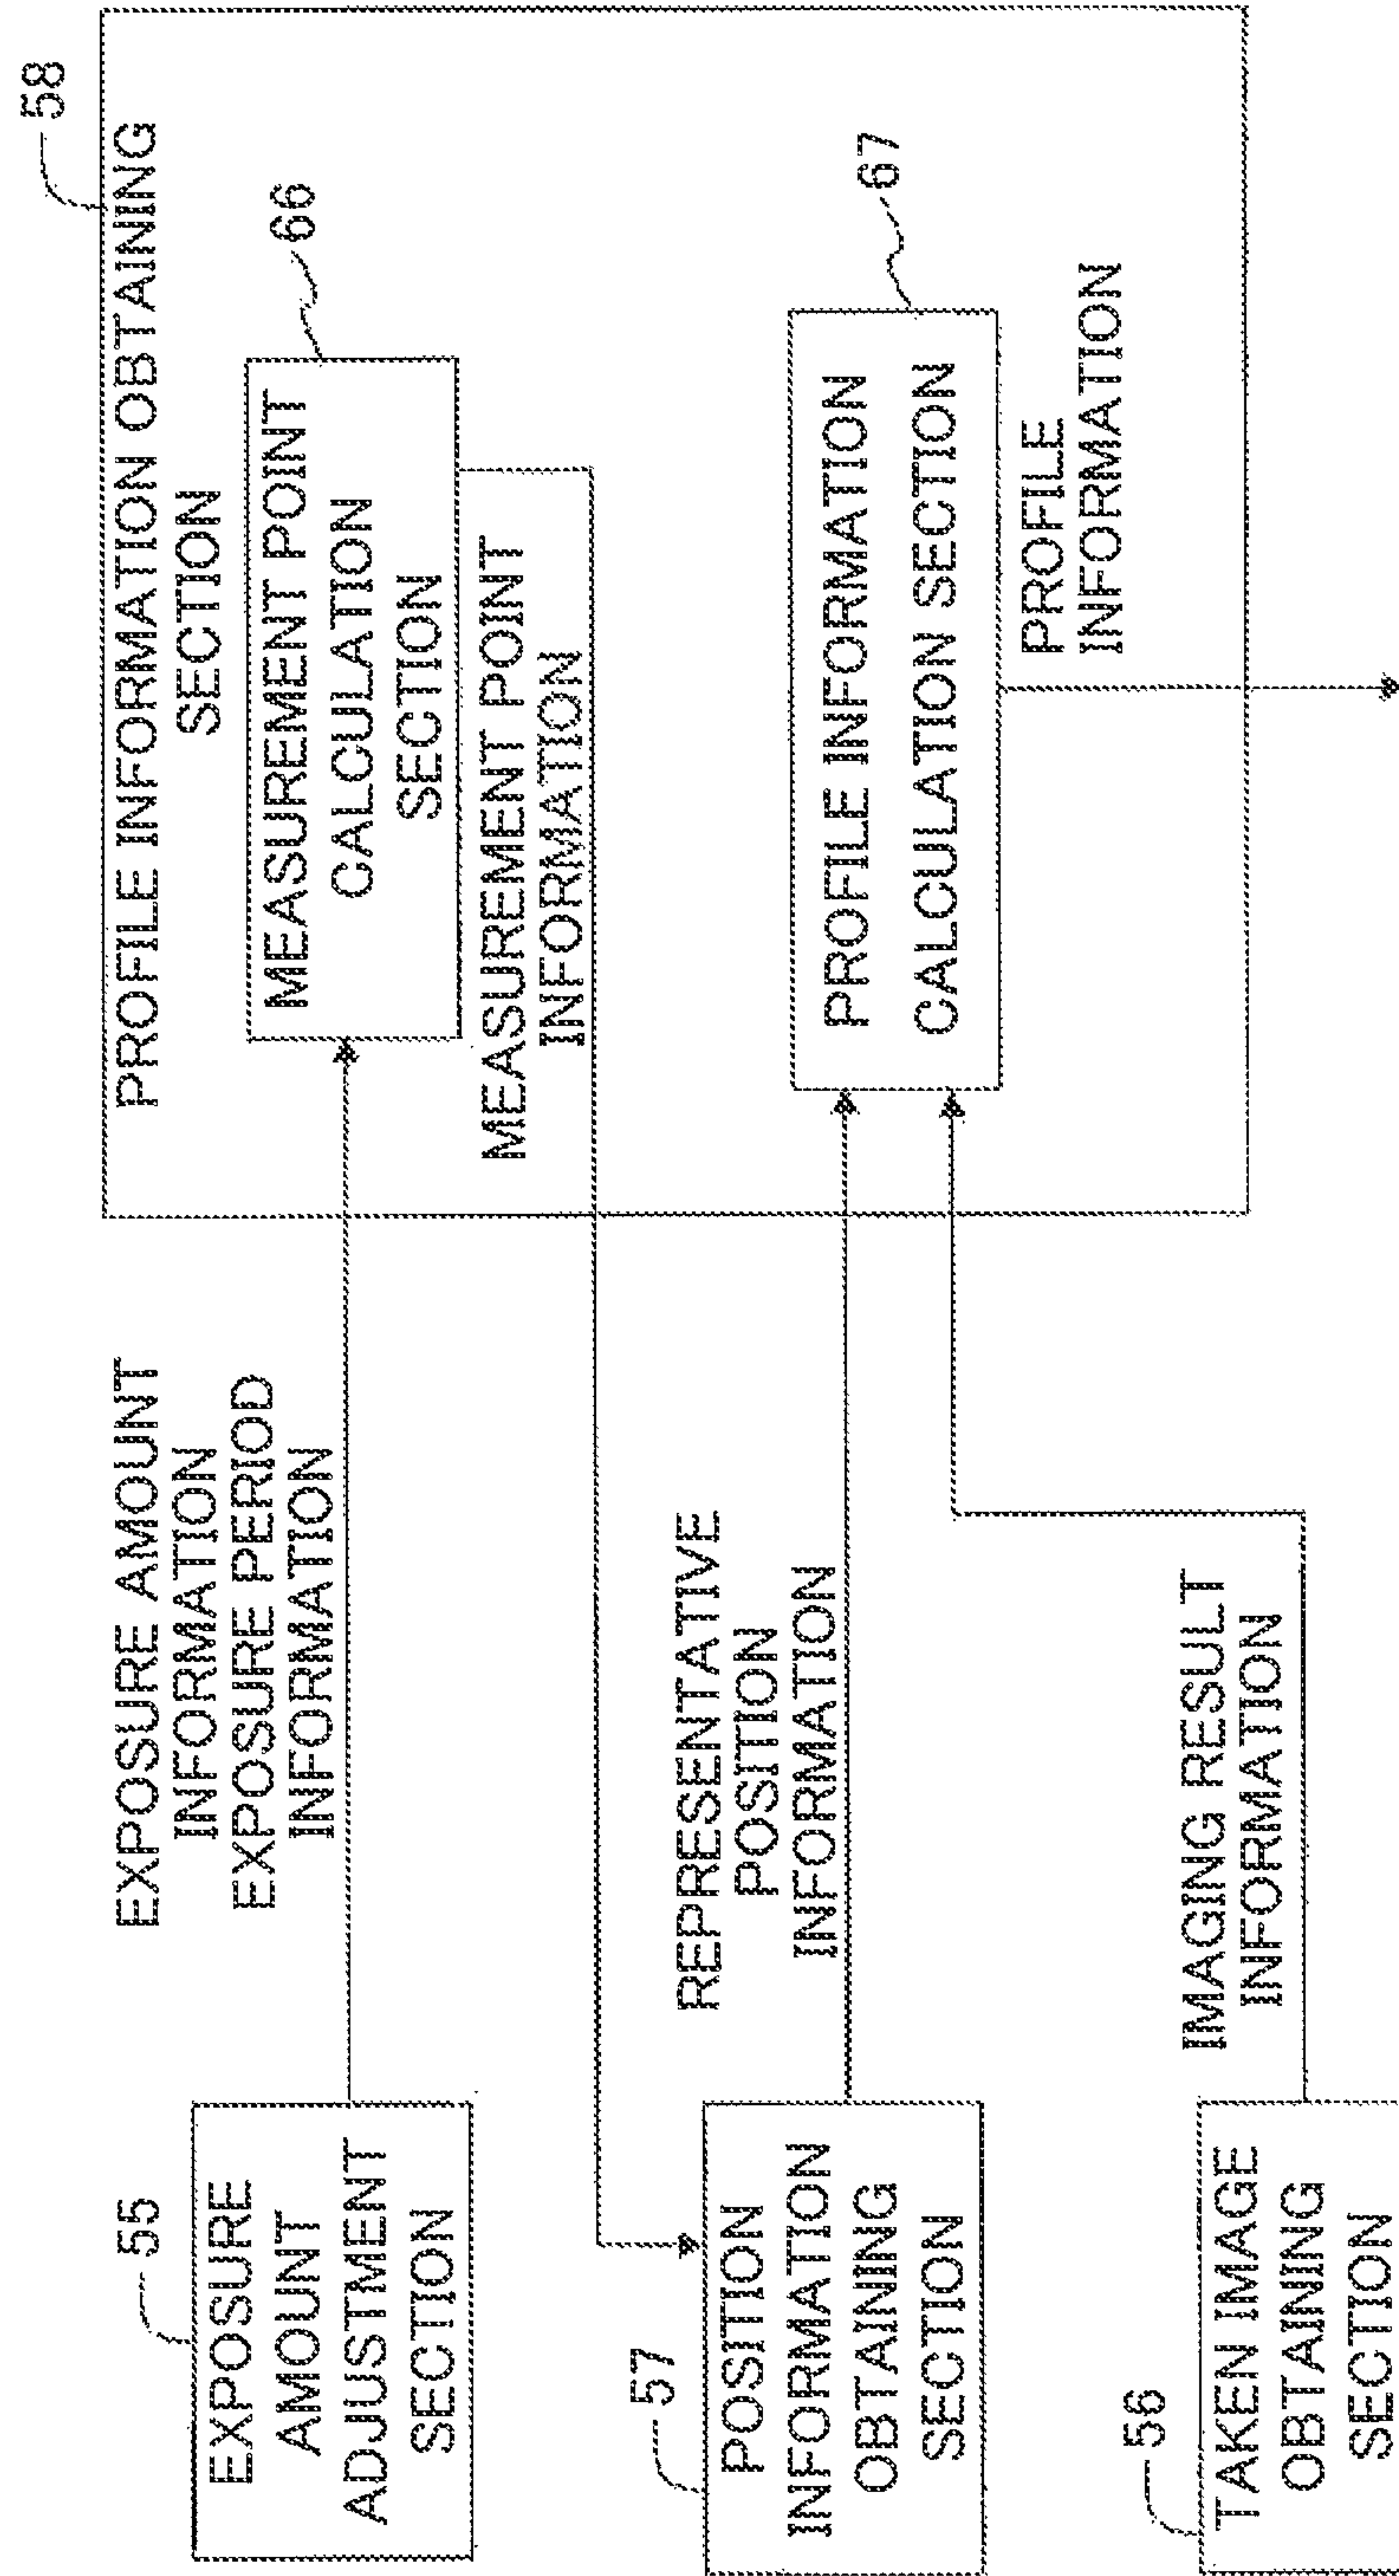 58
PROFILE INFORMATION OBTAINING
SECTION
66
MEASUREMENT POINT
CALCULATION
SECTION
MEASUREMENT POINT
INFORMATION
67
PROFILE INFORMATION
CALCULATION SECTION
PROFILE
INFORMATION
EXPOSURE AMOUNT
INFORMATION
EXPOSURE PERIOD
INFORMATION
REPRESENTATIVE
POSITION
INFORMATION
IMAGING RESULT
INFORMATION
55
EXPOSURE
AMOUNT
ADJUSTMENT
SECTION
57
POSITION
INFORMATION
OBTAINING
SECTION
56
TAKEN IMAGE
OBTAINING
SECTION